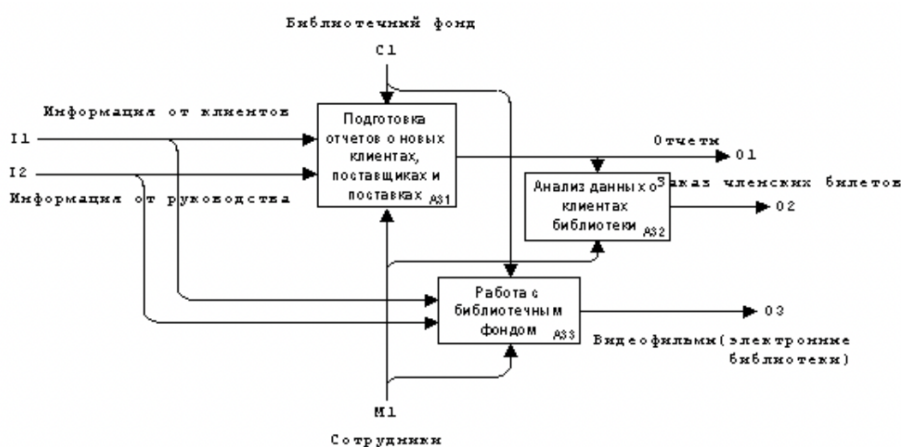 Библиотечный фонд
C1
Информация от клиентов
I1
I2
Информация от руководства
Подготовка
отчетов о новых
клиентах,
поставщиках и
поставках
A31
Отчеты
O1
Анализ данных о
клиентах
библиотеки
A32
Заказ членских билетов
O2
Работа с
библиотечным
фондом
A33
O3
Видеофильмы(электронные
библиотеки)
M1
Сотрудники